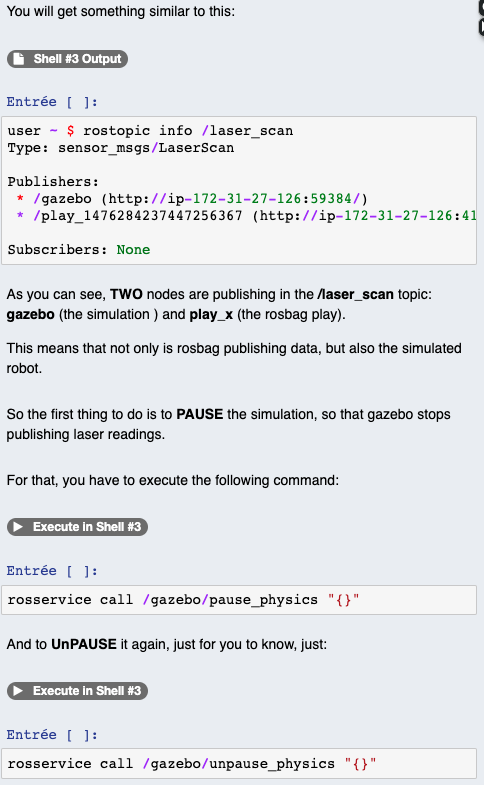 You will get something similar to this:
Shell #3 Output
Entrée [ ]:
user ~ $ rostopic info /laser_scan
Type: sensor_msgs/LaserScan
Publishers:
* /gazebo (http://ip-172-31-27-126:59384/)
* /play_1476284237447256367 (http://ip-172-31-27-126:41
Subscribers: None
As you can see, TWO nodes are publishing in the /laser_scan topic:
gazebo (the simulation ) and play_x (the rosbag play).
This means that not only is rosbag publishing data, but also the simulated
robot.
So the first thing to do is to PAUSE the simulation, so that gazebo stops
publishing laser readings.
For that, you have to execute the following command:
Execute in Shell #3
Entrée [ ]:
rosservice call /gazebo/pause_physics "{}"
And to UnPAUSE it again, just for you to know, just:
Execute in Shell #3
Entrée [ ]:
rosservice call /gazebo/unpause_physics "{}"